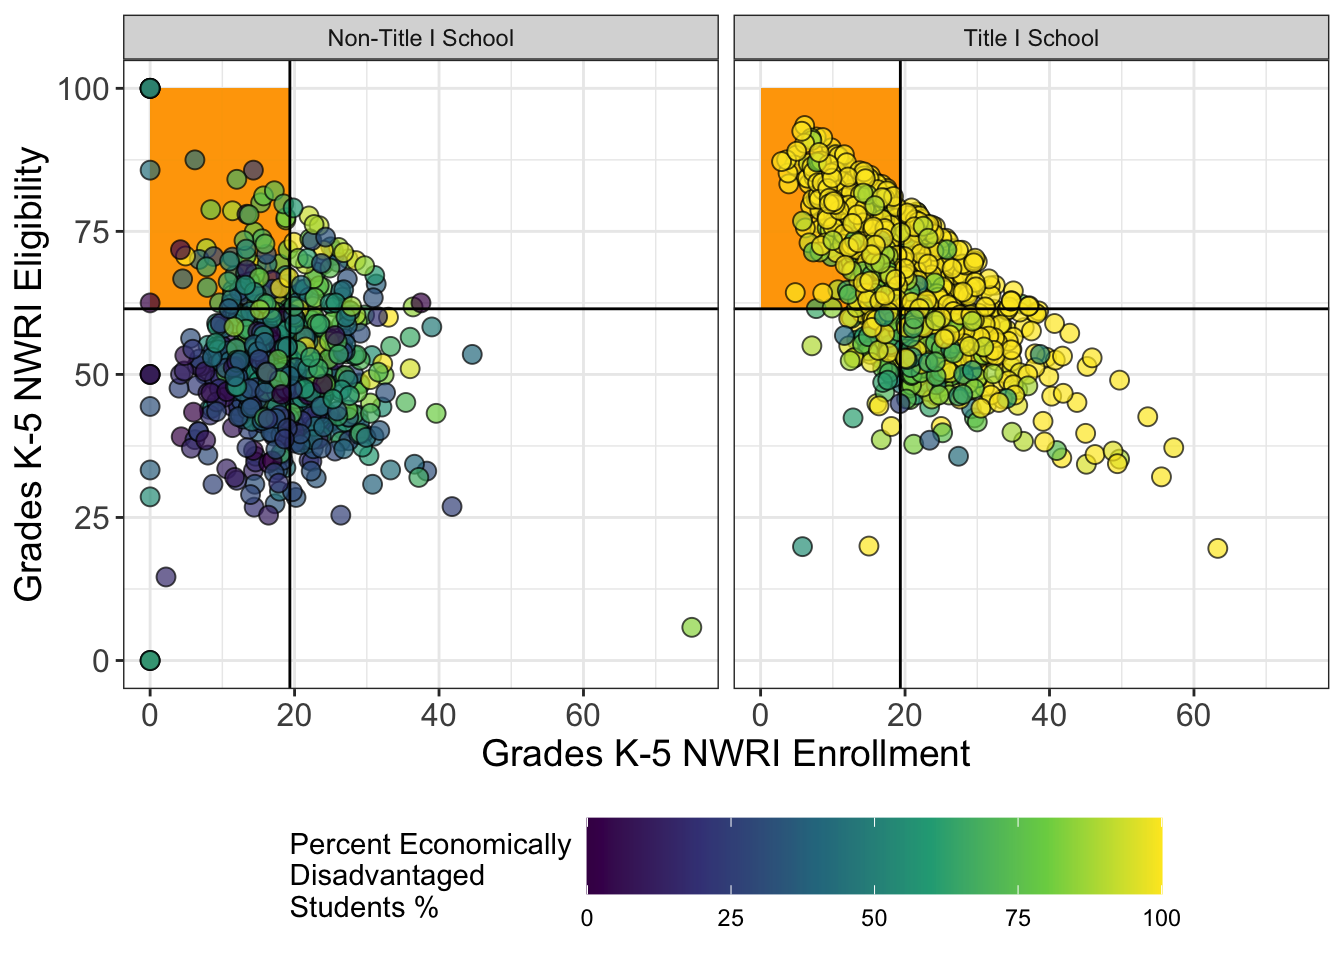 Non-Title I School
Title I School
100
75
50
25
0
0 20 40 60
0 20 40 60
Grades K-5 NWRI Eligibility
Grades K-5 NWRI Enrollment
Percent Economically
Disadvantaged
Students %
0 25 50 75 100